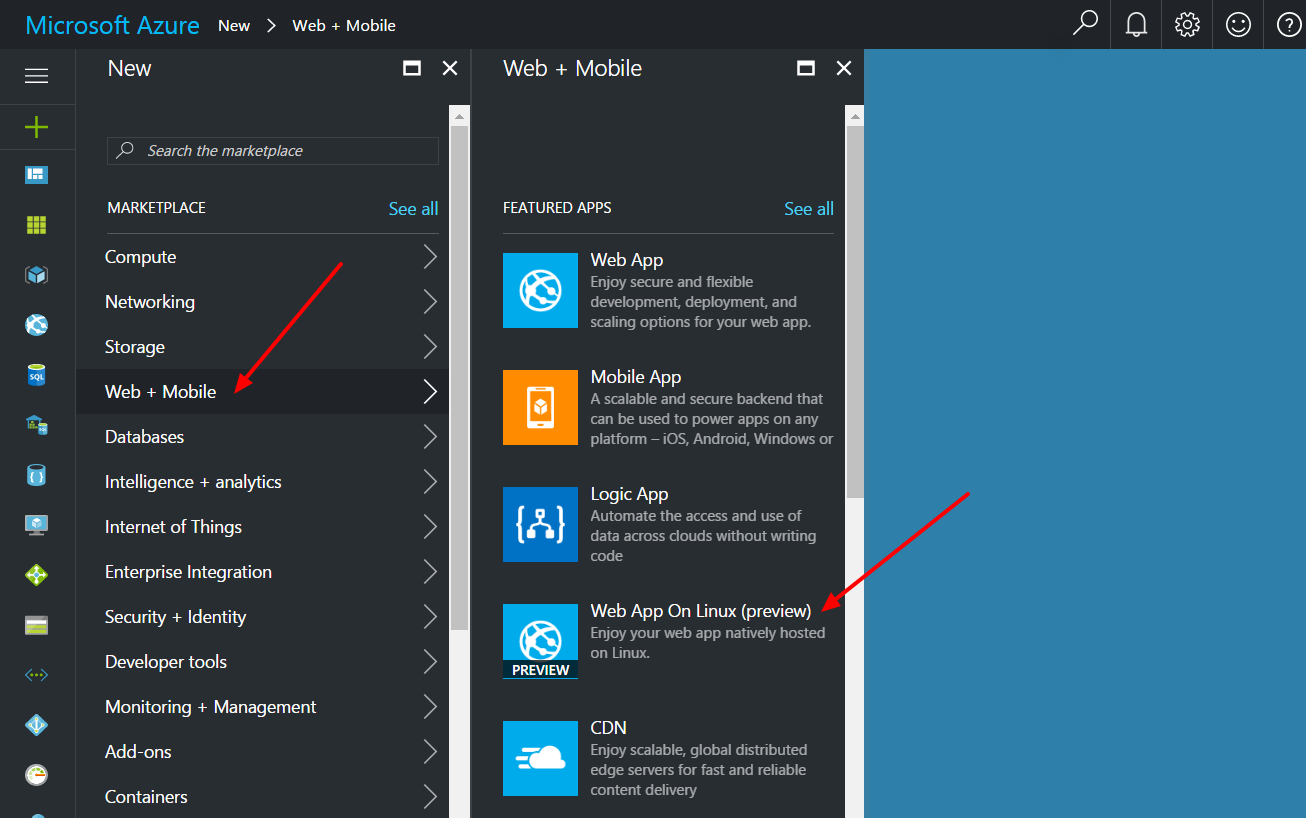 Microsoft Azure New > Web + Mobile
New
Search the marketplace
MARKETPLACE See all
Compute
Networking
Storage
Web + Mobile
Databases
Intelligence + analytics
Internet of Things
Enterprise Integration
Security + Identity
Developer tools
Monitoring + Management
Add-ons
Containers
SQL
Web + Mobile
FEATURED APPS See all
Web App
Enjoy secure and flexible
development, deployment, and
scaling options for your web app.
Mobile App
A scalable and secure backend that
can be used to power apps on any
platform – iOS, Android, Windows or
Logic App
Automate the access and use of
data across clouds without writing
code
Web App On Linux (preview)
Enjoy your web app natively hosted
on Linux.
PREVIEW
CDN
Enjoy scalable, global distributed
edge servers for fast and reliable
content delivery